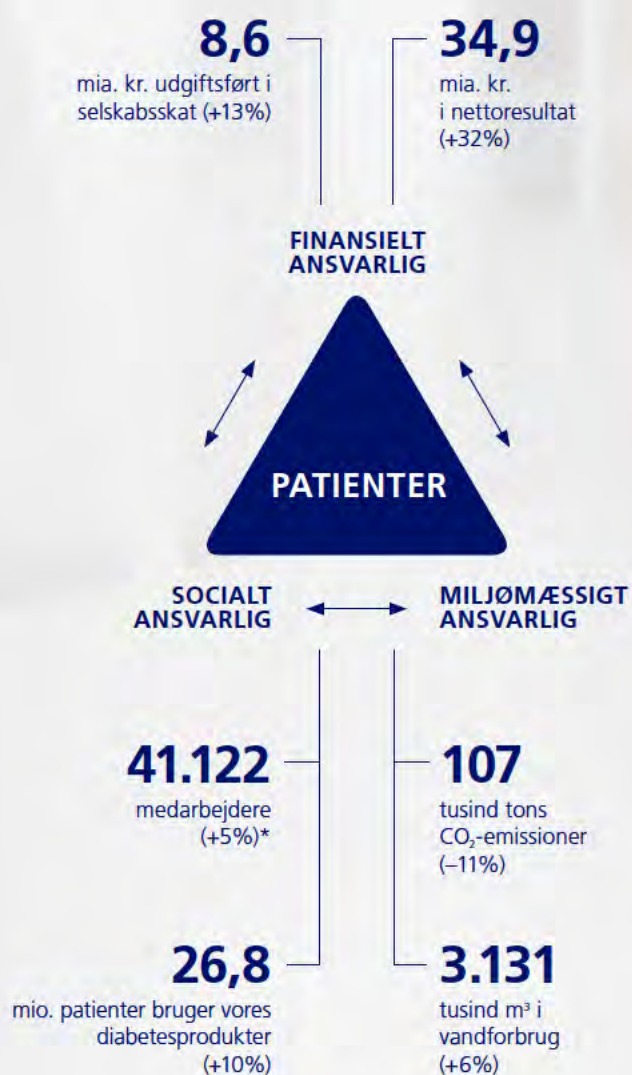 8,6
mia. kr. udgiftsført i
selskabsskat (+13%)
34,9
mia. kr.
i nettoresultat
(+32%)
FINANSIELT
ANSVARLIG
PATIENTER
SOCIALT
ANSVARLIG
MILJØMÆSSIGT
ANSVARLIG
41.122
medarbejdere
(+5%)*
107
tusind tons
CO₂-emissioner
(–11%)
26,8
mio. patienter bruger vores
diabetesprodukter
(+10%)
3.131
tusind m³ i
vandforbrug
(+6%)